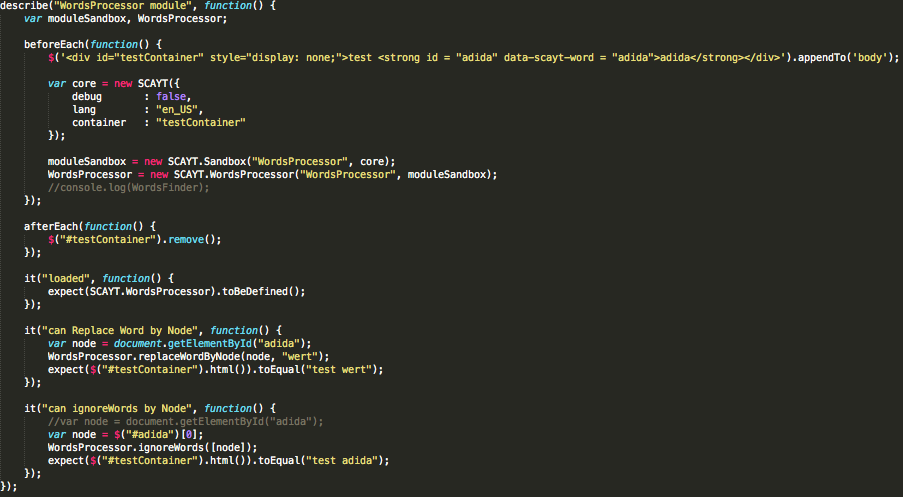 describe("WordsProcessor module", function() {
    var moduleSandbox, WordsProcessor;

    beforeEach(function() {
        $('<div id="testContainer" style="display: none;">test <strong id = "adida" data-scayt-word = "adida">adida</strong></div>').appendTo('body');

        var core = new SCAYT({
            debug       : false,
            lang        : "en_US",
            container   : "testContainer"
        });

        moduleSandbox = new SCAYT.Sandbox("WordsProcessor", core);
        WordsProcessor = new SCAYT.WordsProcessor("WordsProcessor", moduleSandbox);
        //console.log(WordsFinder);
    });

    afterEach(function() {
        $("#testContainer").remove();
    });

    it("loaded", function() {
        expect(SCAYT.WordsProcessor).toBeDefined();
    });

    it("can Replace Word by Node", function() {
        var node = document.getElementById("adida");
        WordsProcessor.replaceWordByNode(node, "wert");
        expect($("#testContainer").html()).toEqual("test wert");
    });

    it("can ignoreWords by Node", function() {
        //var node = document.getElementById("adida");
        var node = $("#adida")[0];
        WordsProcessor.ignoreWords([node]);
        expect($("#testContainer").html()).toEqual("test adida");
    });
});